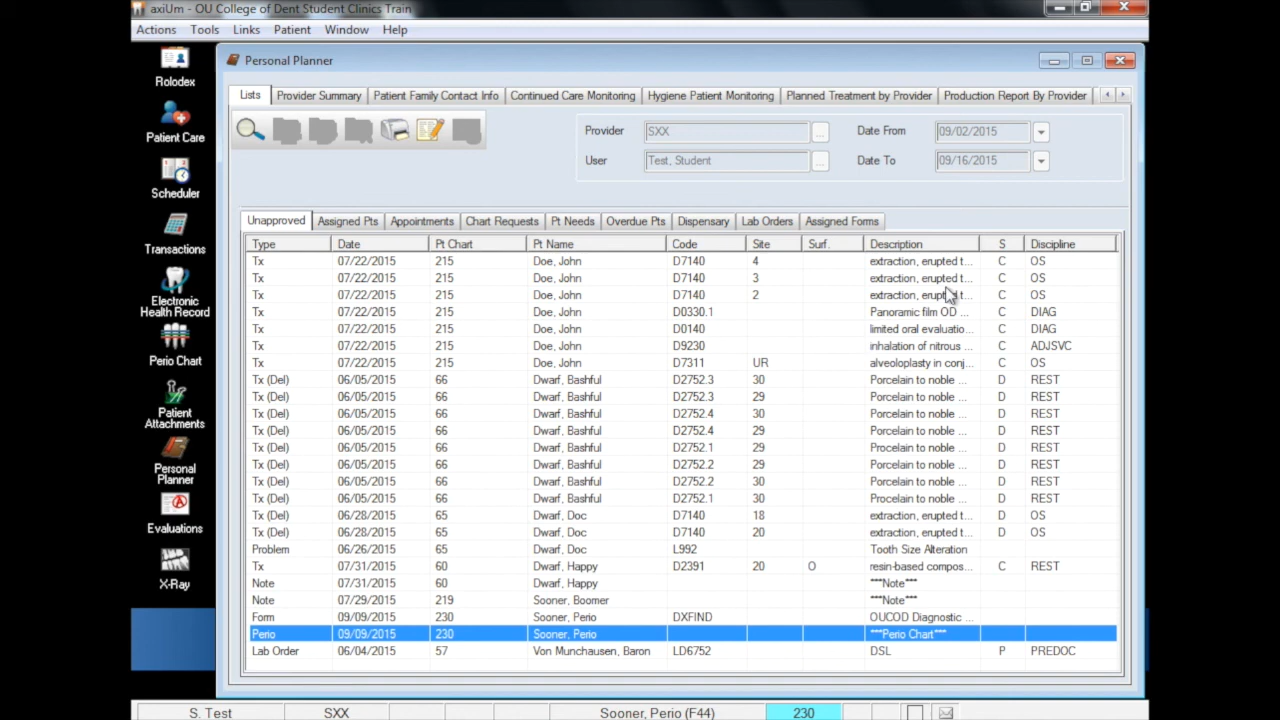 axiUm - OU College of Dent Student Clinics Train
Actions Tools Links Patient Window Help
Rolodex
Patient Care
Scheduler
Transactions
Electronic
Health Record
Perio Chart
Patient
Attachments
Personal
Planner
Evaluations
X-Ray
Personal Planner
Lists Provider Summary Patient Family Contact Info Continued Care Monitoring Hygiene Patient Monitoring Planned Treatment by Provider Production Report By Provider
Provider SXX ... Date From 09/02/2015
User Test, Student ... Date To 09/16/2015
Unapproved Assigned Pts Appointments Chart Requests Pt Needs Overdue Pts Dispensary Lab Orders Assigned Forms
Type Date Pt Chart Pt Name Code Site Surf. Description S Discipline
Tx 07/22/2015 215 Doe, John D7140 4 extraction, erupted t... C OS
Tx 07/22/2015 215 Doe, John D7140 3 extraction, erupted t... C OS
Tx 07/22/2015 215 Doe, John D7140 2 extraction, erupted t... C OS
Tx 07/22/2015 215 Doe, John D0330.1 Panoramic film OD ... C DIAG
Tx 07/22/2015 215 Doe, John D0140 limited oral evaluatio... C DIAG
Tx 07/22/2015 215 Doe, John D9230 inhalation of nitrous ... C ADJSVC
Tx 07/22/2015 215 Doe, John D7311 UR alveoloplasty in conj... C OS
Tx (Del) 06/05/2015 66 Dwarf, Bashful D2752.3 30 Porcelain to noble ... D REST
Tx (Del) 06/05/2015 66 Dwarf, Bashful D2752.3 29 Porcelain to noble ... D REST
Tx (Del) 06/05/2015 66 Dwarf, Bashful D2752.4 30 Porcelain to noble ... D REST
Tx (Del) 06/05/2015 66 Dwarf, Bashful D2752.4 29 Porcelain to noble ... D REST
Tx (Del) 06/05/2015 66 Dwarf, Bashful D2752.1 29 Procelain to noble ... D REST
Tx (Del) 06/05/2015 66 Dwarf, Bashful D2752.2 29 Porcelain to noble ... D REST
Tx (Del) 06/05/2015 66 Dwarf, Bashful D2752.2 30 Porcelain to noble ... D REST
Tx (Del) 06/05/2015 66 Dwarf, Bashful D2752.1 30 Procelain to noble ... D REST
Tx (Del) 06/28/2015 65 Dwarf, Doc D7140 18 extraction, erupted t... D OS
Tx (Del) 06/28/2015 65 Dwarf, Doc D7140 20 extraction, erupted t... D OS
Problem 06/26/2015 65 Dwarf, Doc L992 Tooth Size Alteration
Tx 07/31/2015 60 Dwarf, Happy D2391 20 O resin-based compos... C REST
Note 07/31/2015 60 Dwarf, Happy ***Note***
Note 07/29/2015 219 Sooner, Boomer ***Note***
Form 09/09/2015 230 Sooner, Perio DXFIND OUCOD Diagnostic ...
Perio 09/09/2015 230 Sooner, Perio ***Perio Chart***
Lab Order 06/04/2015 57 Von Munchausen, Baron LD6752 DSL P PREDOC
S. Test SXX Sooner, Perio (F44) 230